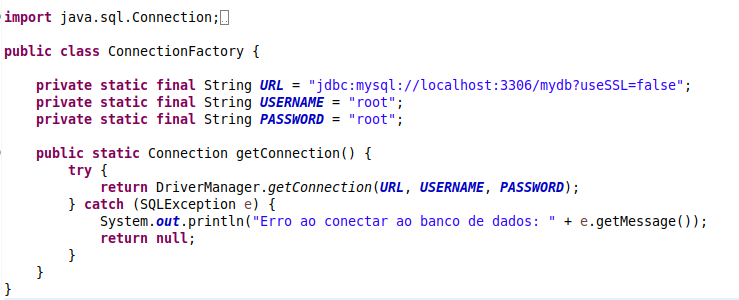 import java.sql.Connection;
public class ConnectionFactory {
private static final String URL = "jdbc:mysql://localhost:3306/mydb?useSSL=false";
private static final String USERNAME = "root";
private static final String PASSWORD = "root";
public static Connection getConnection() {
try {
return DriverManager.getConnection(URL, USERNAME, PASSWORD);
} catch (SQLException e) {
System.out.println("Erro ao conectar ao banco de dados: " + e.getMessage());
return null;
}
}
}